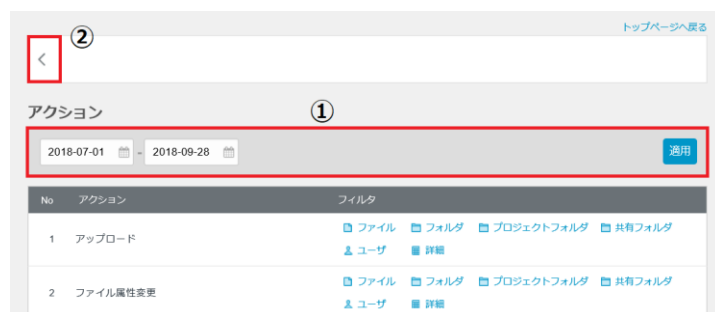 トップページへ戻る
②
<
アクション
①
2018-07-01 - 2018-09-28 適用
No アクション フィルタ
1 アップロード ファイル フォルダ プロジェクトフォルダ 共有フォルダ
ユーザ 詳細
2 ファイル属性変更 ファイル フォルダ プロジェクトフォルダ 共有フォルダ
ユーザ 詳細